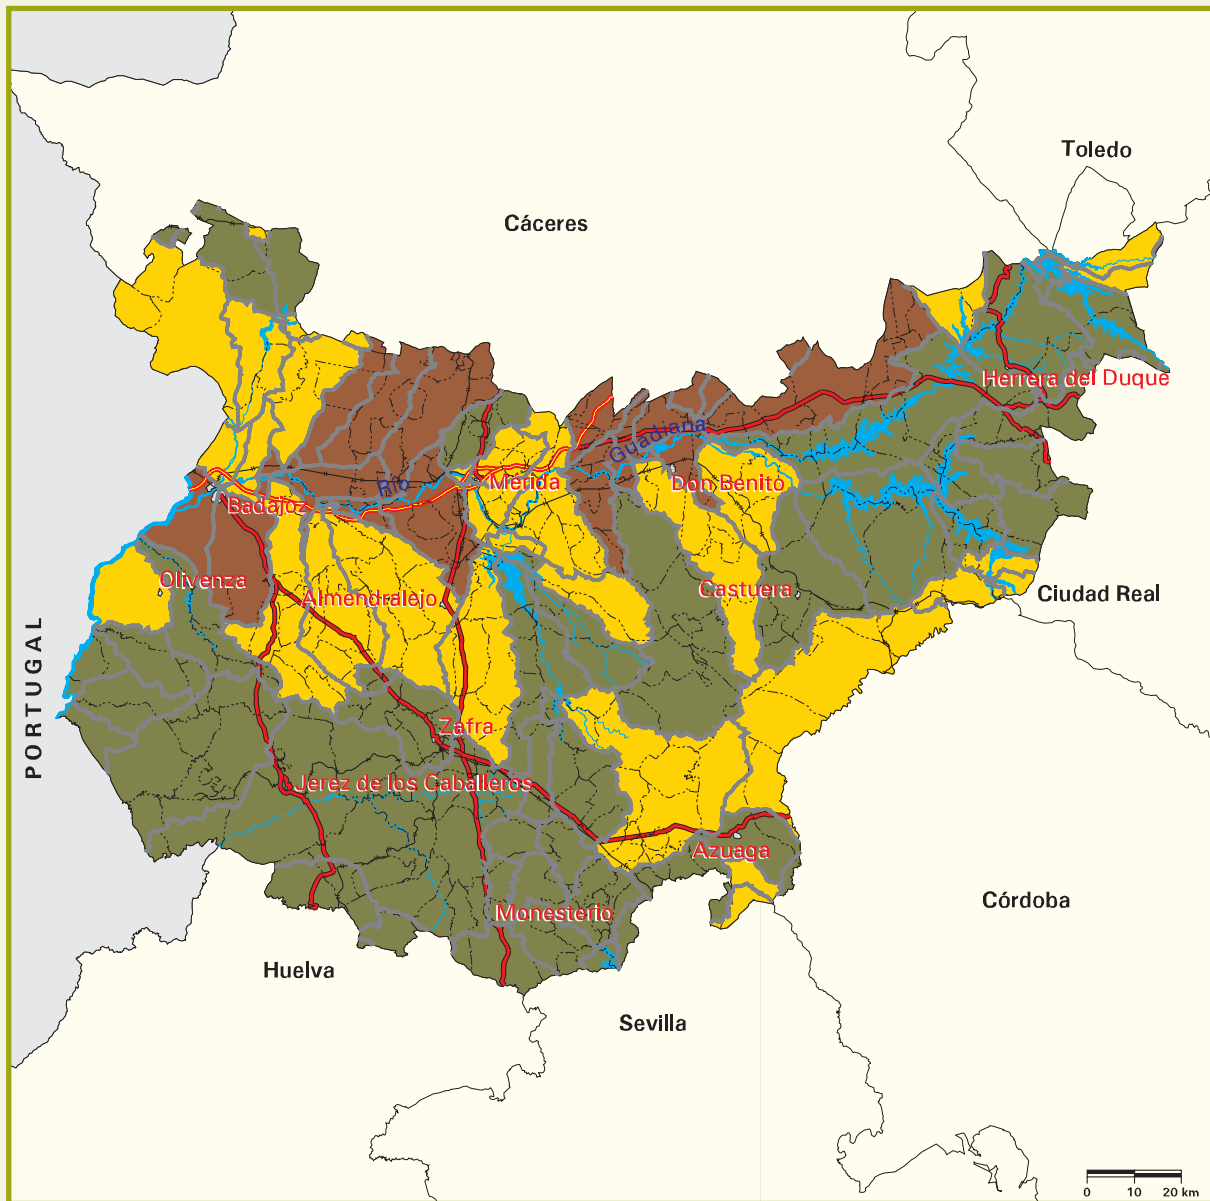 Toledo
Cáceres
Herrera del Duque
Guadiana
Río
Mérida
Don Benito
Badajoz
Olivenza
Almendralejo
Castuera
Ciudad Real
PORTUGAL
Zafra
Jerez de los Caballeros
Azuaga
Monesterio
Córdoba
Huelva
Sevilla
0 10 20 km